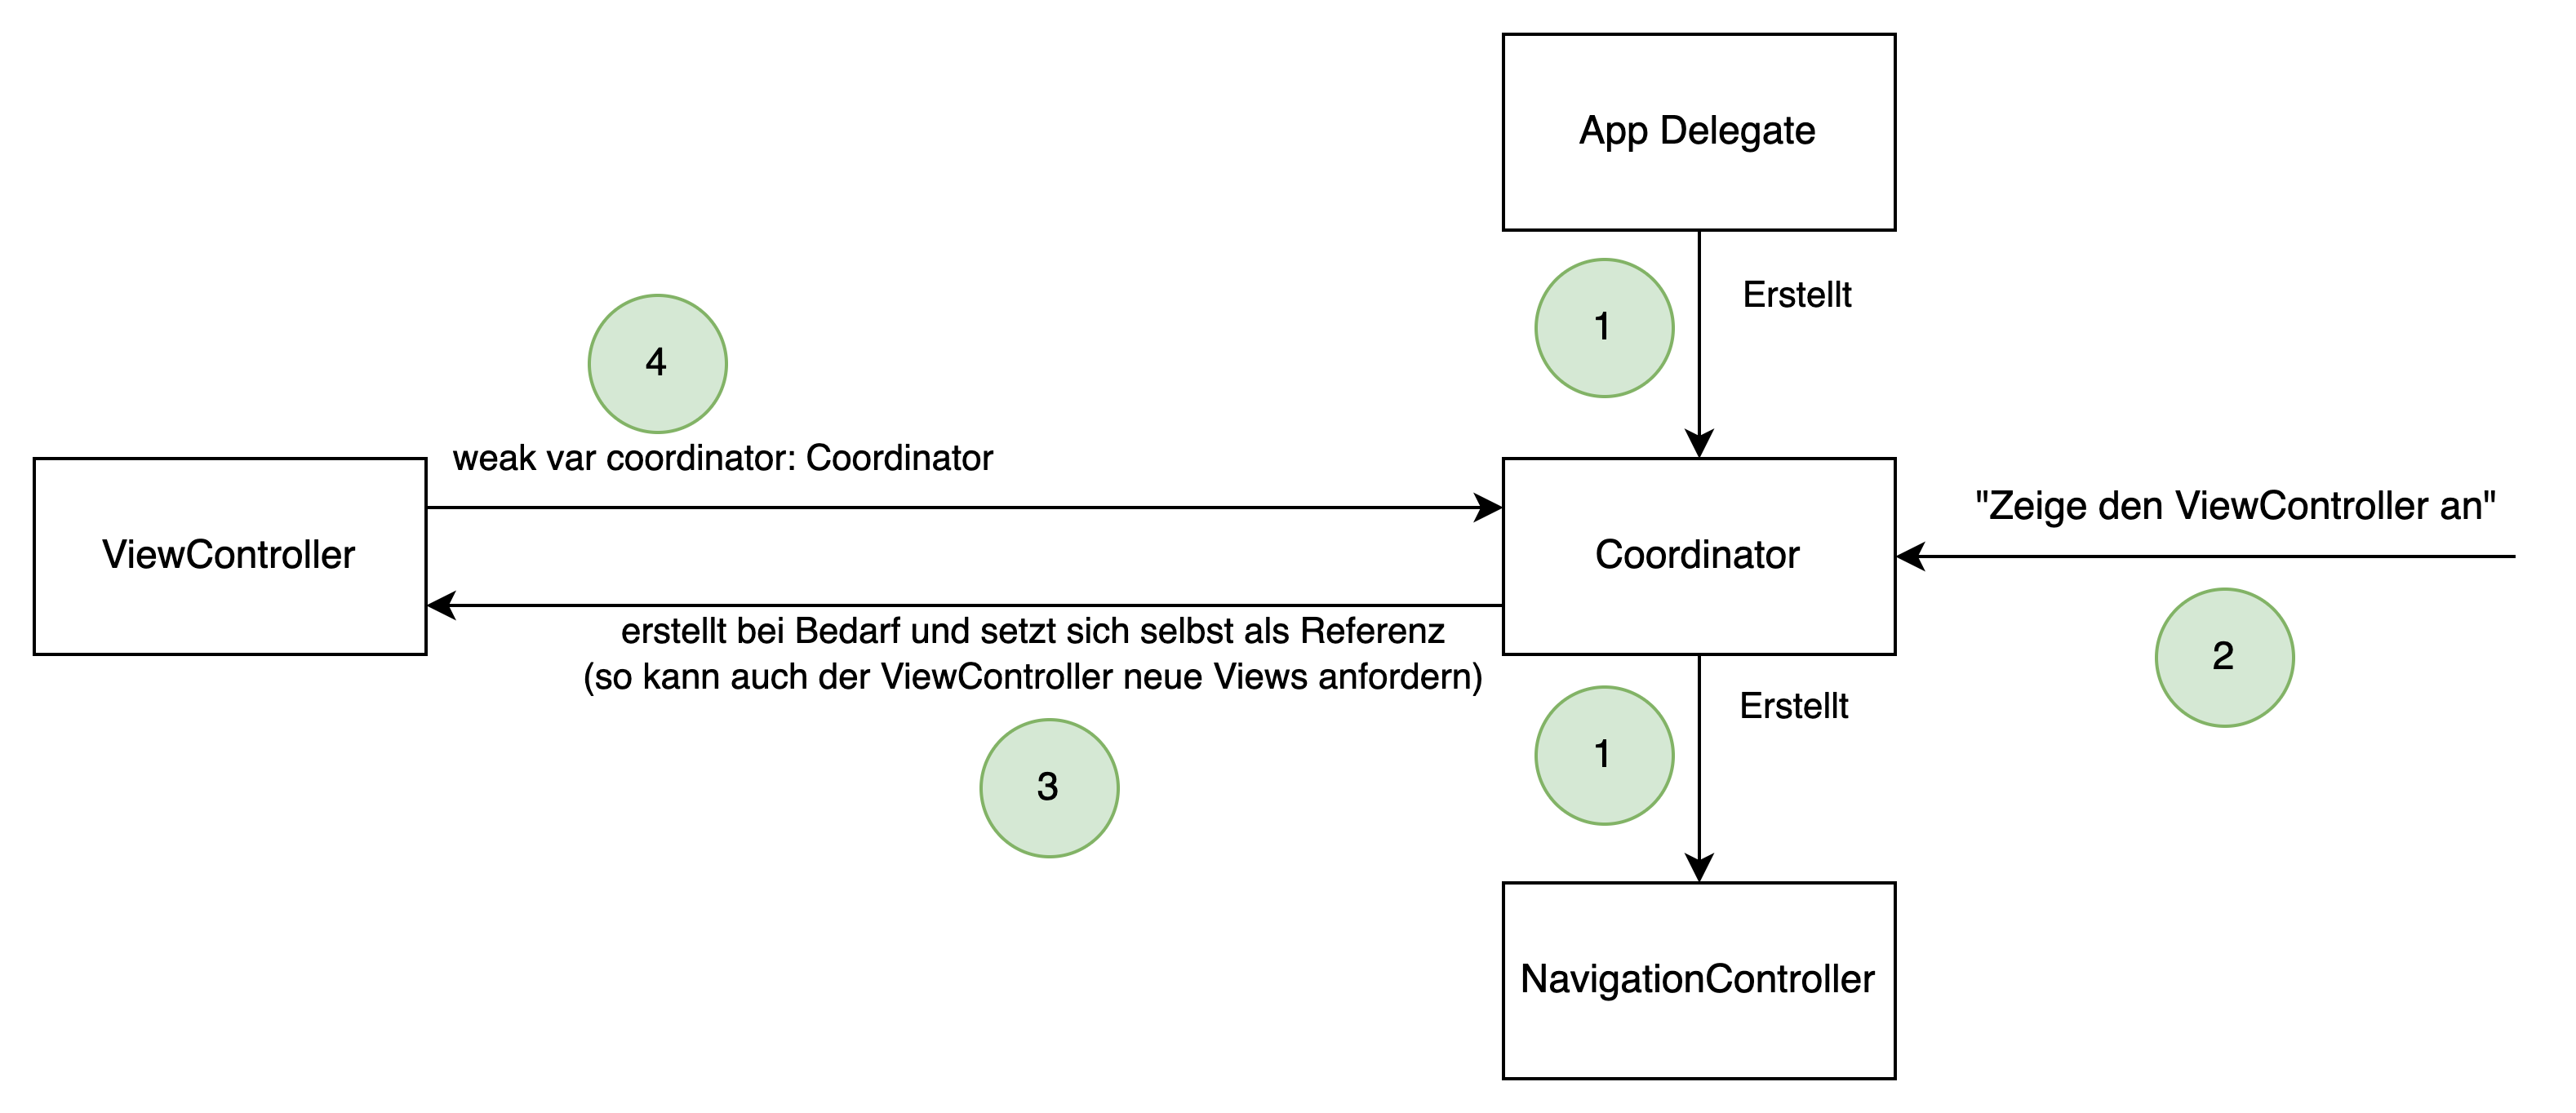 App Delegate
1
Erstellt
4
weak var coordinator: Coordinator
ViewController
Coordinator
"Zeige den ViewController an"
erstellt bei Bedarf und setzt sich selbst als Referenz
(so kann auch der ViewController neue Views anfordern)
2
3
1
Erstellt
NavigationController